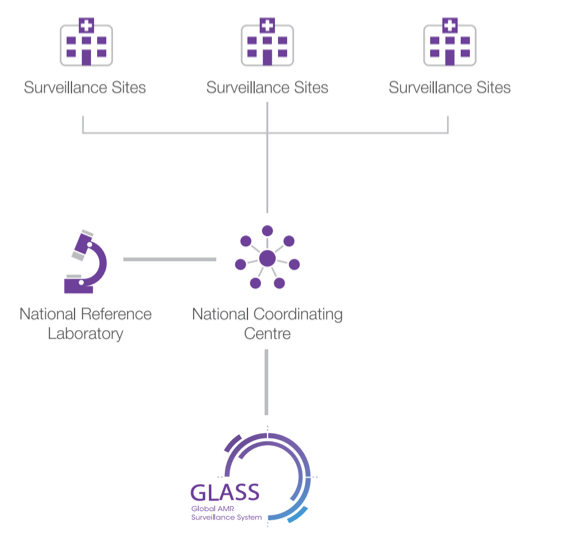 Surveillance Sites
Surveillance Sites
Surveillance Sites
National Reference
Laboratory
National Coordinating
Centre
GLASS
Global AMR
Surveillance System